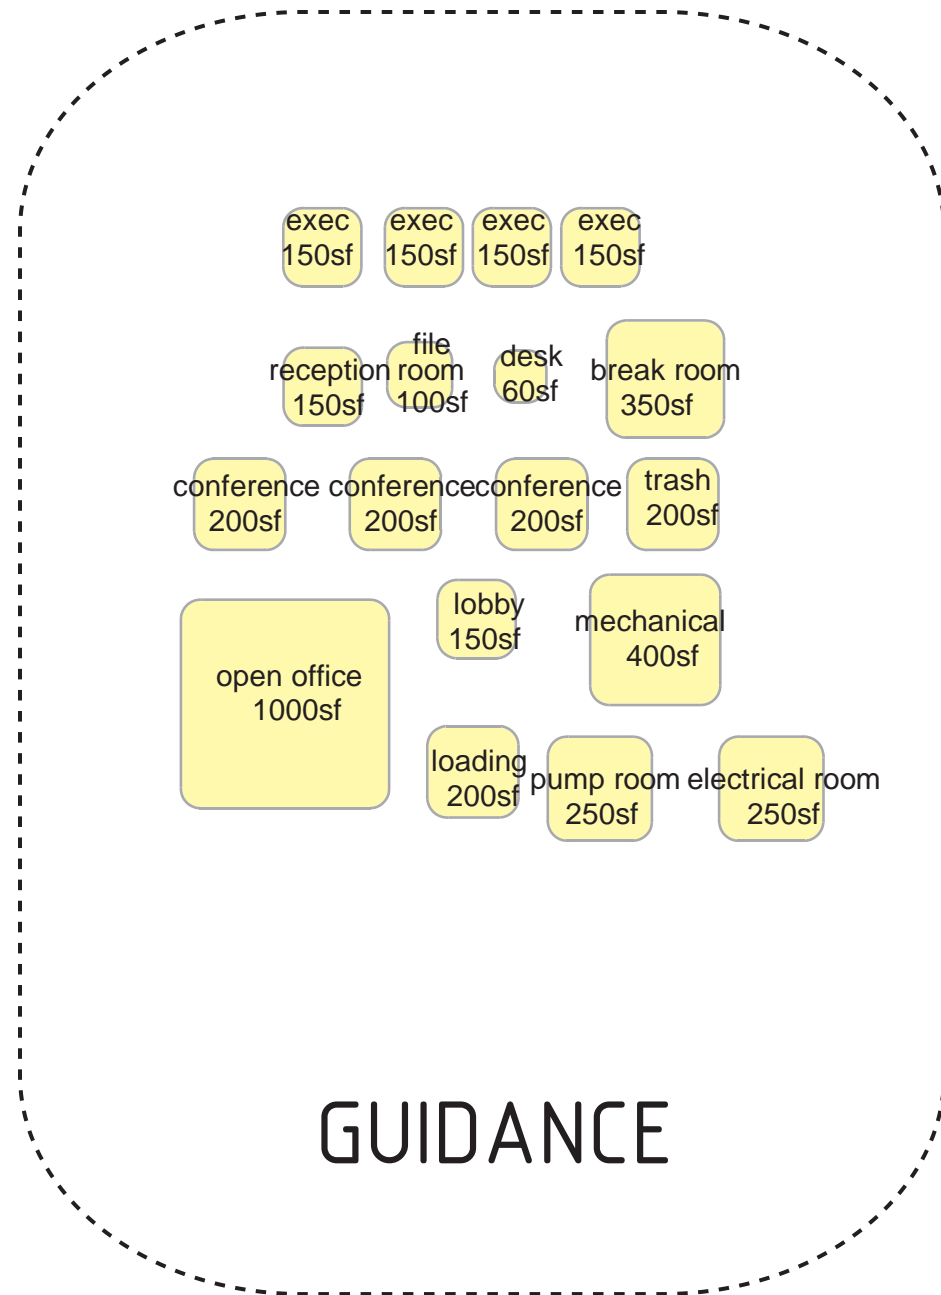 exec
150sf
exec
150sf
exec
150sf
exec
150sf
reception
150sf
file
room
100sf
desk
60sf
break room
350sf
conference
200sf
conference
200sf
conference
200sf
trash
200sf
open office
1000sf
lobby
150sf
mechanical
400sf
loading
200sf
pump room
250sf
electrical room
250sf
GUIDANCE